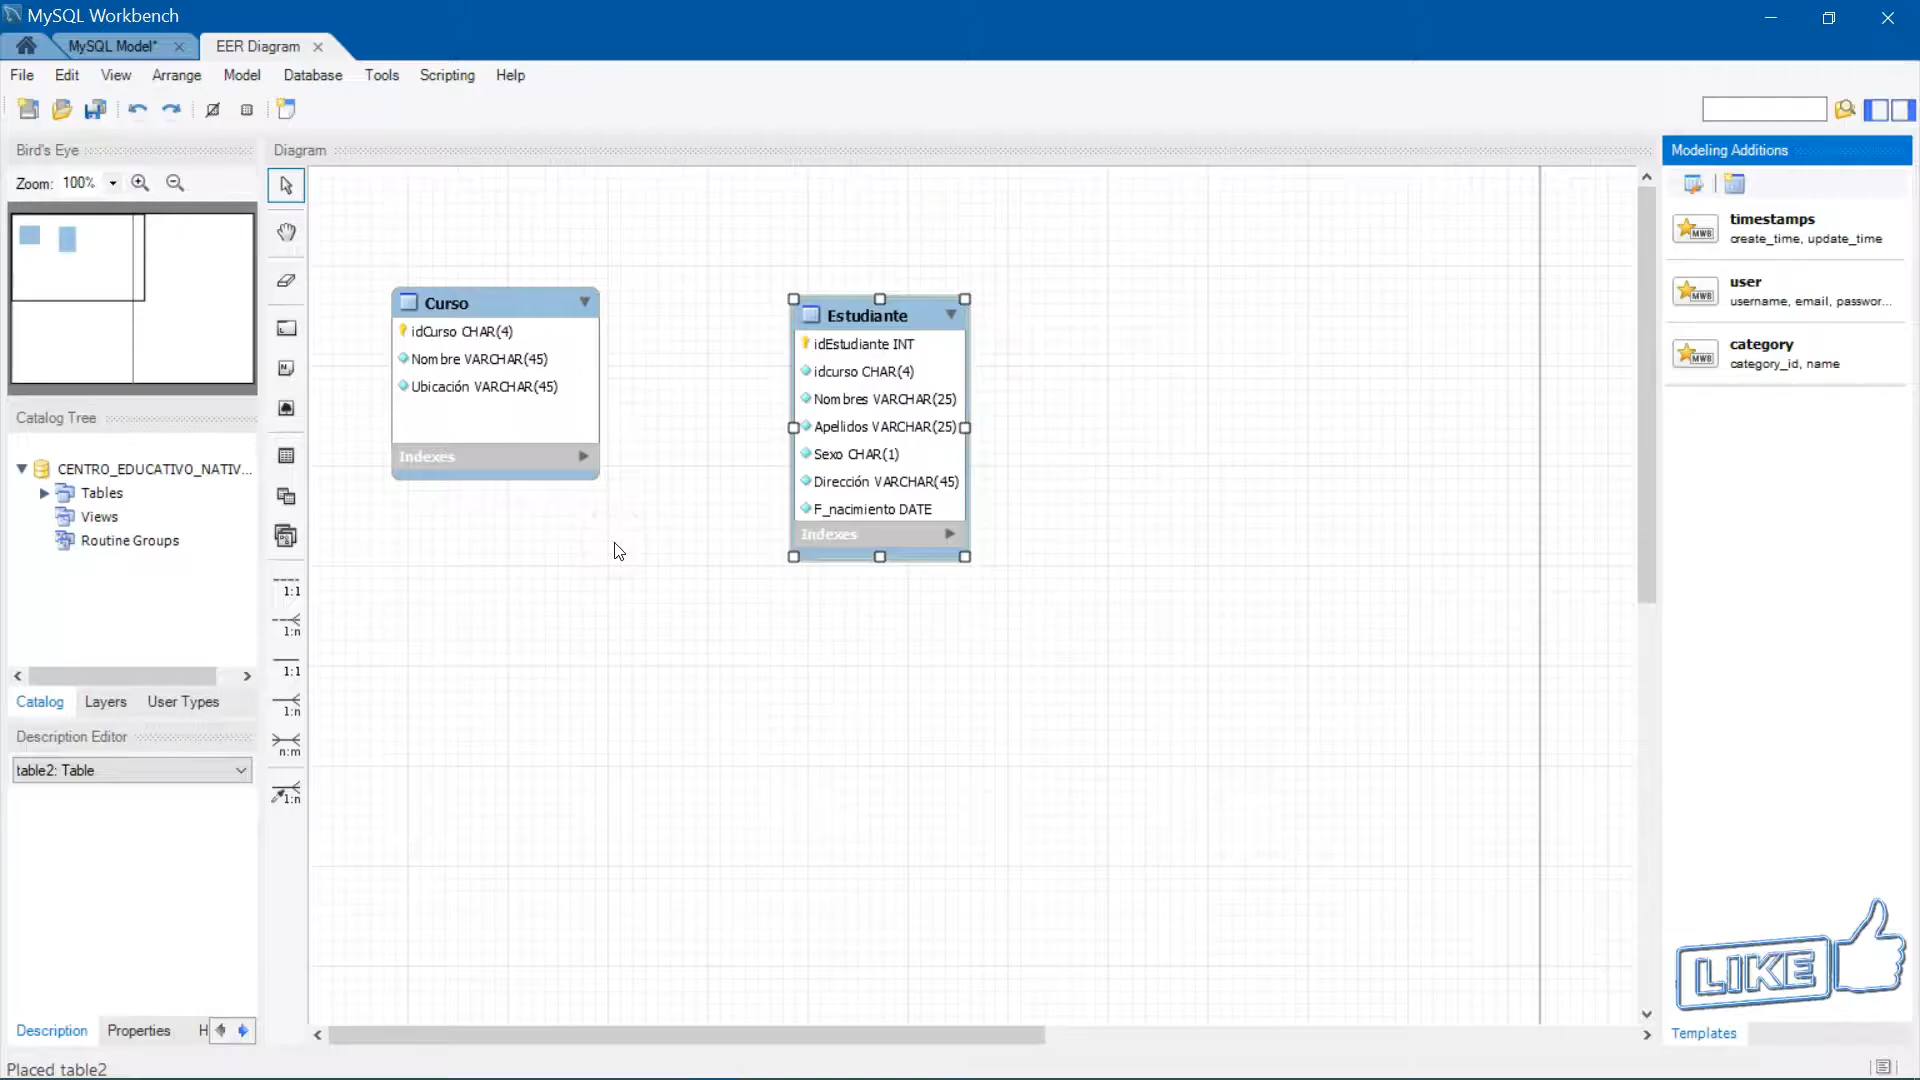 MySQL Workbench
MySQL Model*
EER Diagram
File Edit View Arrange Model Database Tools Scripting Help
Bird's Eye
Zoom: 100%
Diagram
Modeling Additions
timestamps
create_time, update_time
user
username, email, passwor...
category
category_id, name
Curso
idCurso CHAR(4)
Nombre VARCHAR(45)
Ubicación VARCHAR(45)
Indexes
Estudiante
idEstudiante INT
idcurso CHAR(4)
Nombres VARCHAR(25)
Apellidos VARCHAR(25)
Sexo CHAR(1)
Dirección VARCHAR(45)
F_nacimiento DATE
Indexes
Catalog Tree
CENTRO_EDUCATIVO_NATIV...
Tables
Views
Routine Groups
1:1
1:n
1:1
1:n
n:m
1:n
Catalog Layers User Types
Description Editor
table2: Table
Description Properties H
LIKE
Templates
Placed table2
MWB
MWB
MWB